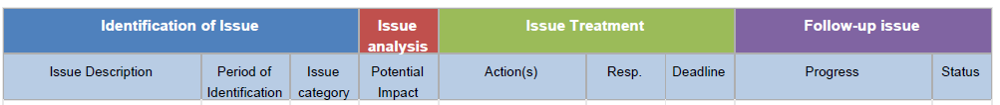 Identification of Issue
Issue analysis
Issue Treatment
Follow-up issue
Issue Description
Period of Identification
Issue category
Potential Impact
Action(s)
Resp.
Deadline
Progress
Status